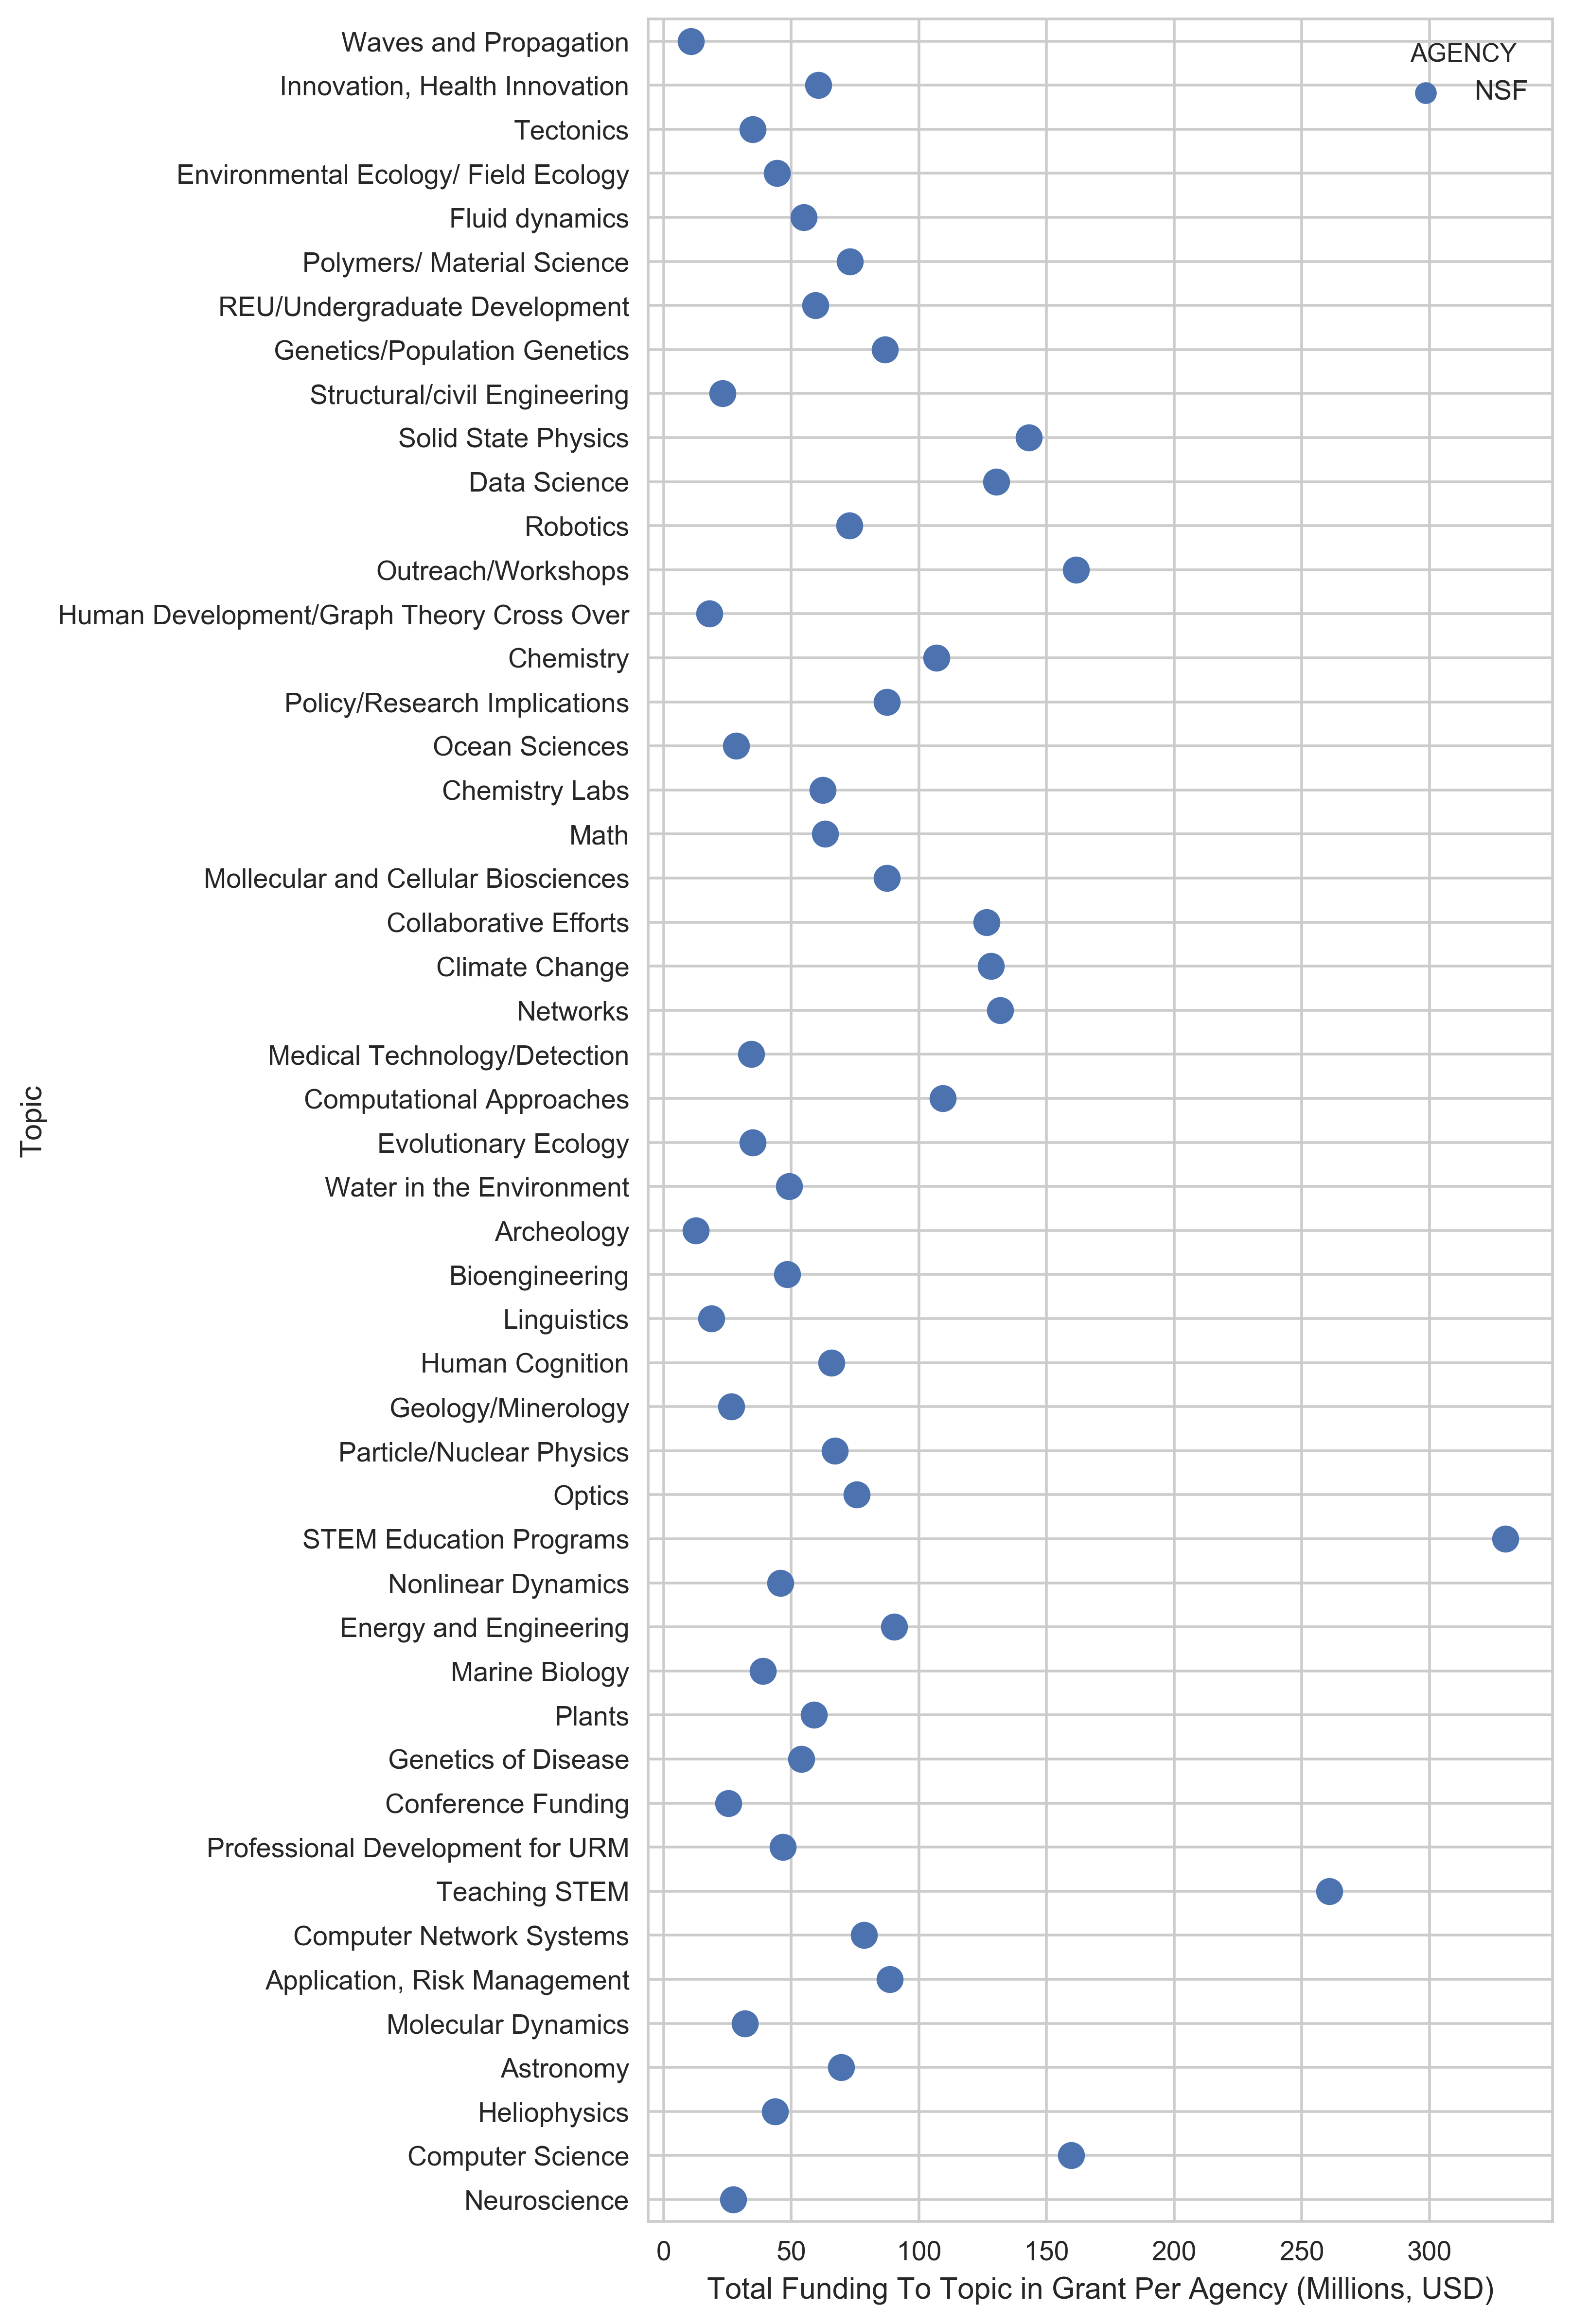 Waves and Propagation
AGENCY
Innovation, Health Innovation
NSF
Tectonics
Environmental Ecology/ Field Ecology
Fluid dynamics
Polymers/ Material Science
REU/Undergraduate Development
Genetics/Population Genetics
Structural/civil Engineering
Solid State Physics
Data Science
Robotics
Outreach/Workshops
Human Development/Graph Theory Cross Over
Chemistry
Policy/Research Implications
Ocean Sciences
Chemistry Labs
Math
Mollecular and Cellular Biosciences
Collaborative Efforts
Climate Change
Networks
Medical Technology/Detection
Computational Approaches
Topic
Evolutionary Ecology
Water in the Environment
Archeology
Bioengineering
Linguistics
Human Cognition
Geology/Minerology
Particle/Nuclear Physics
Optics
STEM Education Programs
Nonlinear Dynamics
Energy and Engineering
Marine Biology
Plants
Genetics of Disease
Conference Funding
Professional Development for URM
Teaching STEM
Computer Network Systems
Application, Risk Management
Molecular Dynamics
Astronomy
Heliophysics
Computer Science
Neuroscience
0 50 100 150 200 250 300
Total Funding To Topic in Grant Per Agency (Millions, USD)